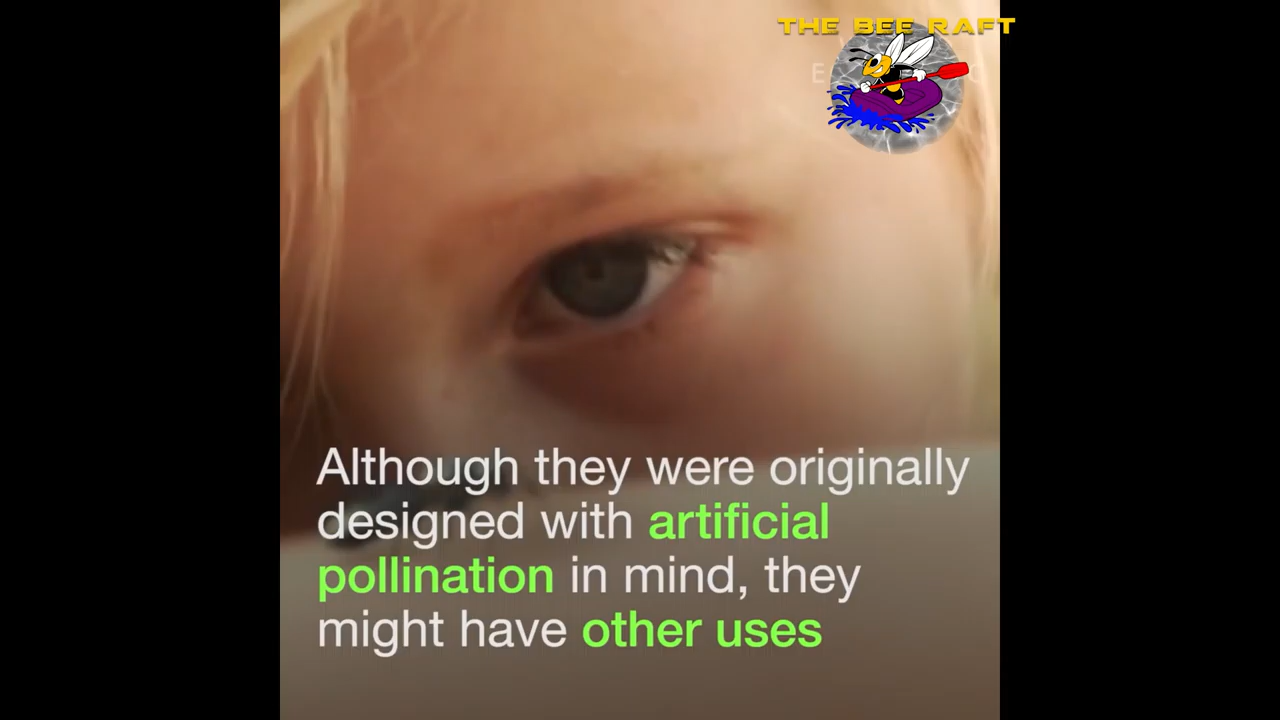 THE BEE RAFT
Although they were originally
designed with artificial
pollination in mind, they
might have other uses